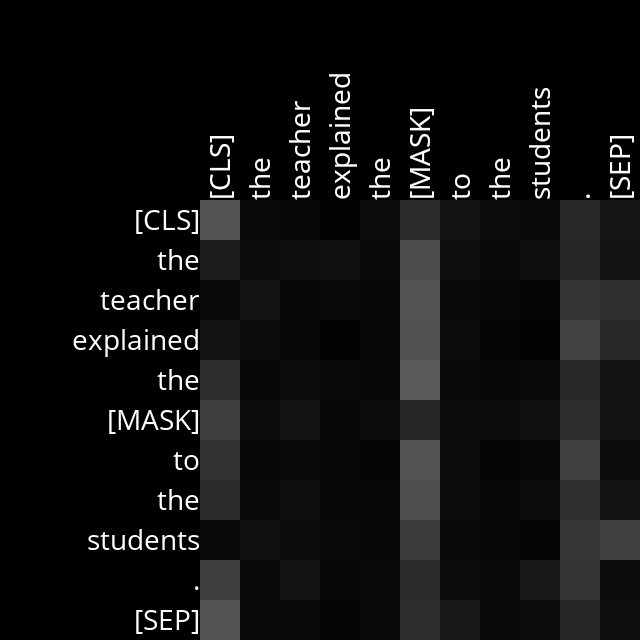 [CLS] the teacher explained the [MASK] to the students . [SEP]
[CLS]
the
teacher
explained
the
[MASK]
to
the
students
.
[SEP]